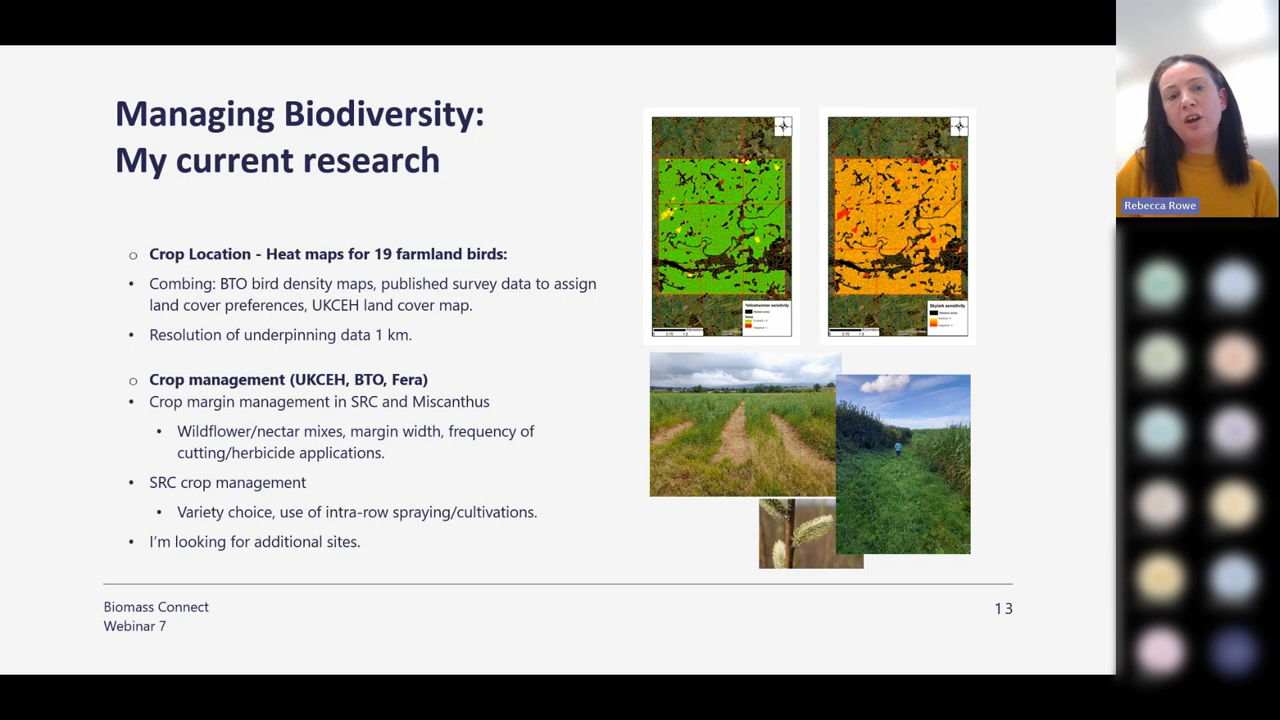 Managing Biodiversity:
My current research
Crop Location - Heat maps for 19 farmland birds:
Combing: BTO bird density maps, published survey data to assign
land cover preferences, UKCEH land cover map.
Resolution of underpinning data 1 km.
Crop management (UKCEH, BTO, Fera)
Crop margin management in SRC and Miscanthus
Wildflower/nectar mixes, margin width, frequency of
cutting/herbicide applications.
SRC crop management
Variety choice, use of intra-row spraying/cultivations.
I'm looking for additional sites.
Yellowhammer sensitivity
Skylark sensitivity
Biomass Connect
Webinar 7
13
Rebecca Rowe